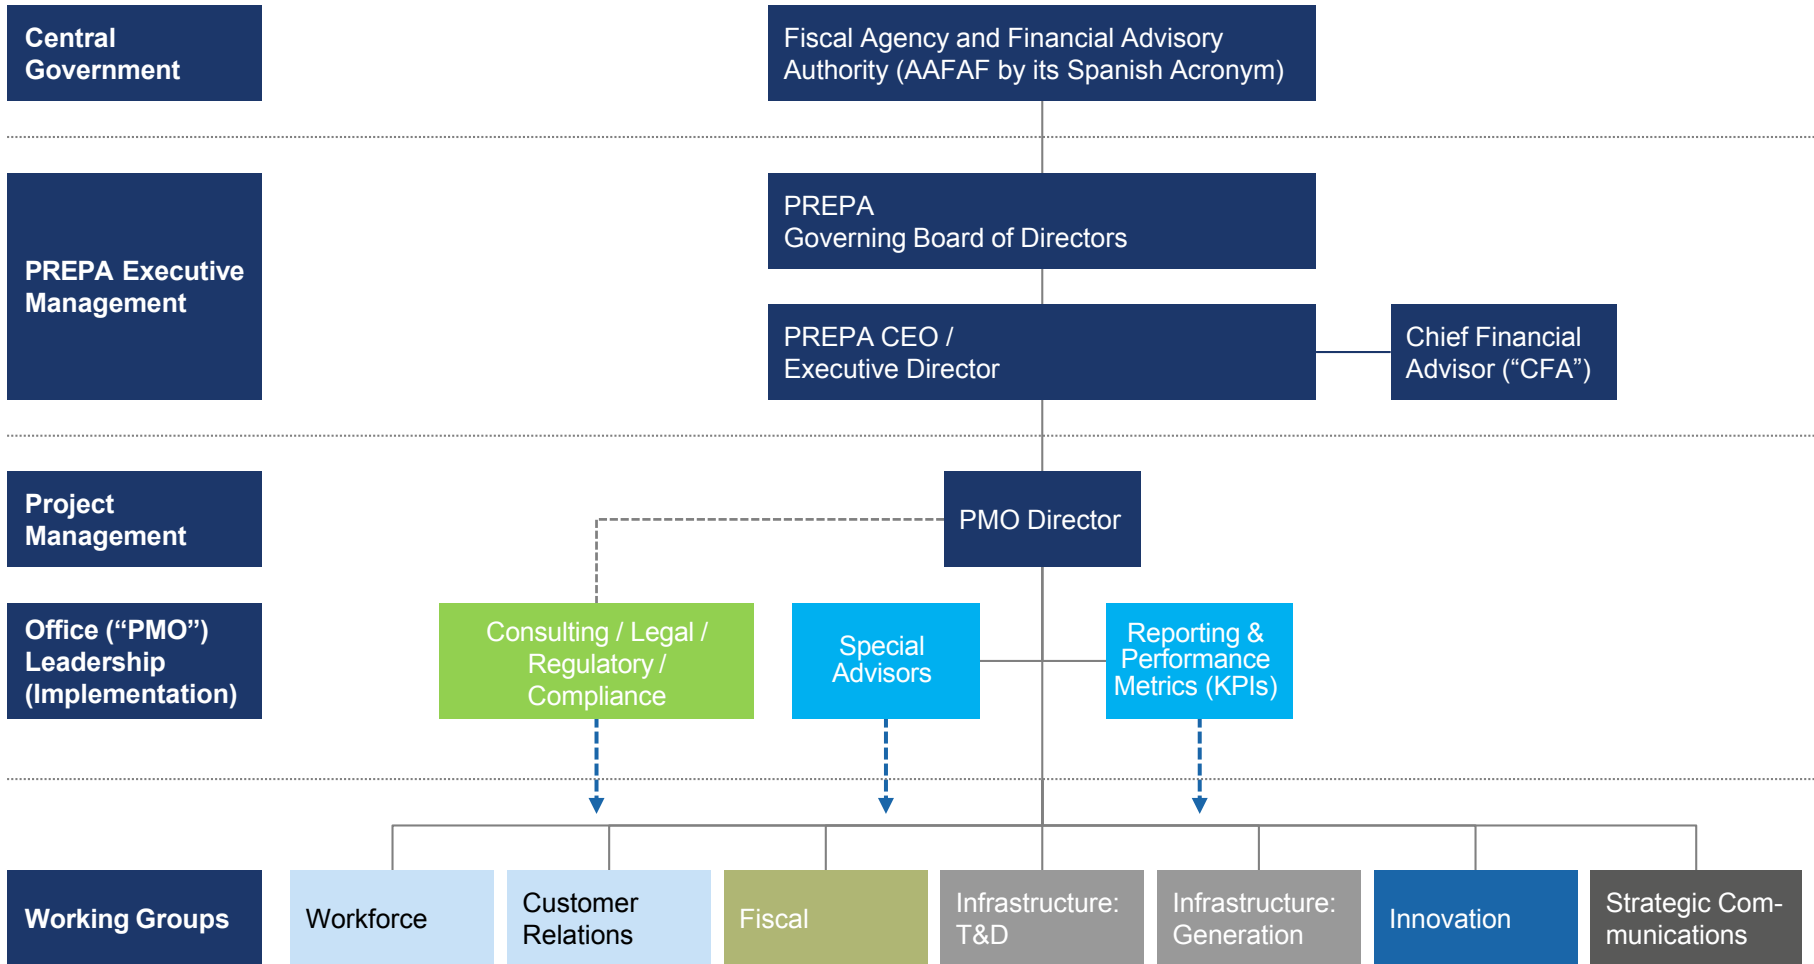 Central
Government
Fiscal Agency and Financial Advisory
Authority (AAFAF by its Spanish Acronym)
PREPA Executive
Management
PREPA
Governing Board of Directors
PREPA CEO /
Executive Director
Chief Financial
Advisor (“CFA”)
Project
Management
PMO Director
Office (“PMO”)
Leadership
(Implementation)
Consulting / Legal /
Regulatory /
Compliance
Special
Advisors
Reporting &
Performance
Metrics (KPIs)
Working Groups
Workforce
Customer
Relations
Fiscal
Infrastructure:
T&D
Infrastructure:
Generation
Innovation
Strategic Com-
munications